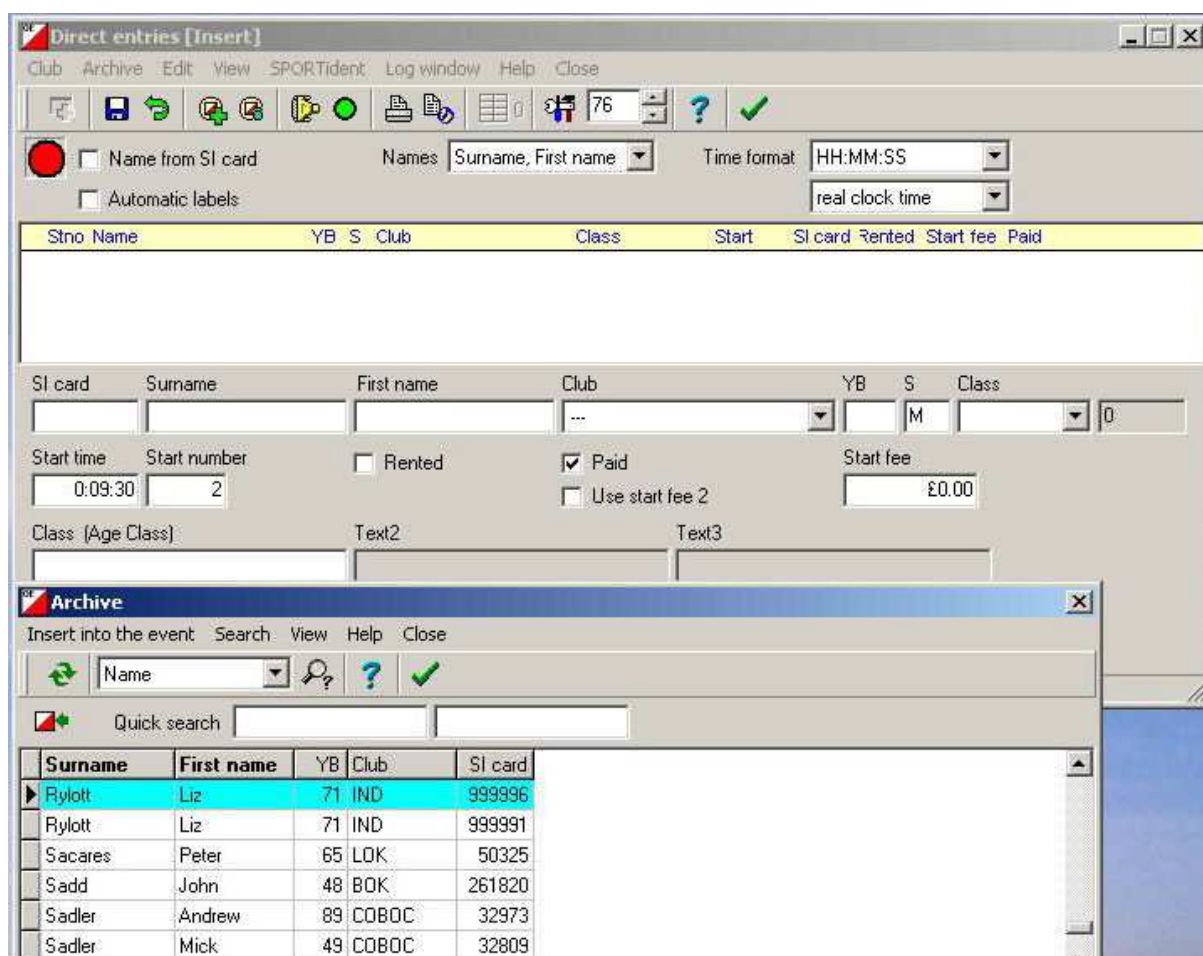 Direct entries [Insert]
Club Archive Edit View SPORTident Log window Help Close
0 76 ?
Name from SI card Names Surname, First name Time format HH:MM:SS
Automatic labels real clock time
Stno Name YB S Club Class Start SI card Rented Start fee Paid
SI card Surname First name Club YB S Class
--- M 0
Start time Start number Rented Paid Start fee
0:09:30 2 Use start fee 2 £0.00
Class (Age Class) Text2 Text3
Archive
Insert into the event Search View Help Close
Name ? ?
Quick search
Surname First name YB Club SI card
Rylott Liz 71 IND 999996
Rylott Liz 71 IND 999991
Sacares Peter 65 LOK 50325
Sadd John 48 BOK 261820
Sadler Andrew 89 COBOC 32973
Sadler Mick 49 COBOC 32809